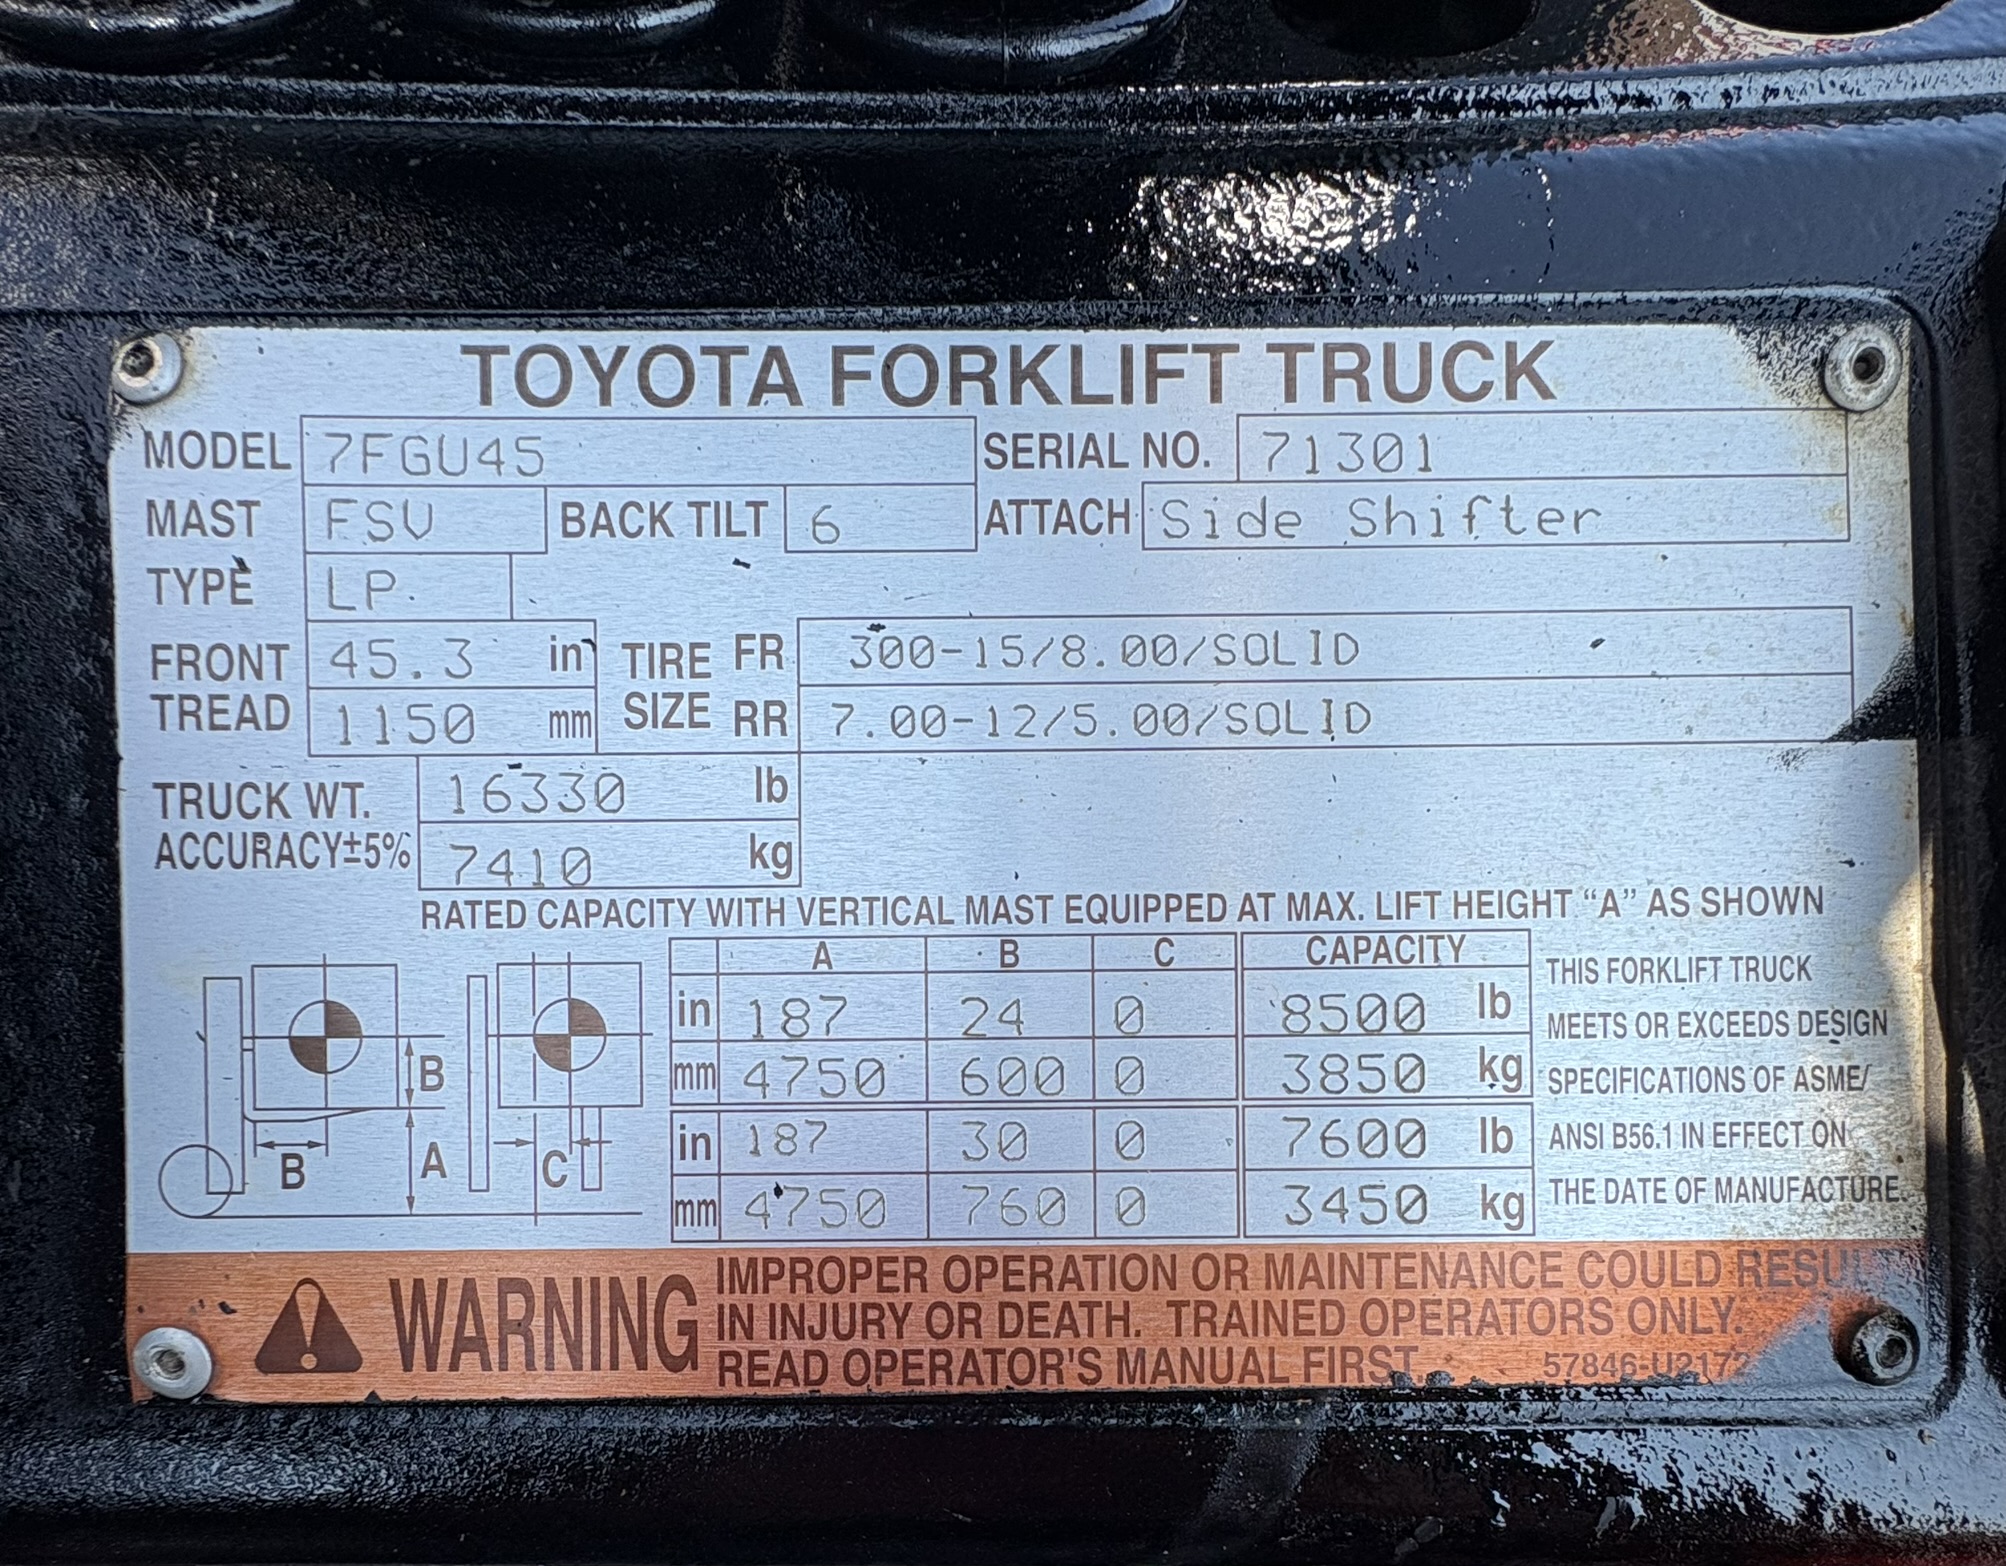 TOYOTA FORKLIFT TRUCK
MODEL 7FGU45 SERIAL NO. 71301
MAST FSV BACK TILT 6 ATTACH Side Shifter
TYPE LP
FRONT TREAD 45.3 in TIRE SIZE FR 300-15/8.00/SOLID
1150 mm RR 7.00-12/5.00/SOLID
TRUCK WT. 16330 lb
ACCURACY±5% 7410 kg
RATED CAPACITY WITH VERTICAL MAST EQUIPPED AT MAX. LIFT HEIGHT "A" AS SHOWN
A B C CAPACITY
in 187 24 0 8500 lb
mm 4750 600 0 3850 kg
in 187 30 0 7600 lb
mm 4750 760 0 3450 kg
B
B
A
C
THIS FORKLIFT TRUCK
MEETS OR EXCEEDS DESIGN
SPECIFICATIONS OF ASME/
ANSI B56.1 IN EFFECT ON
THE DATE OF MANUFACTURE.
WARNING
IMPROPER OPERATION OR MAINTENANCE COULD RESULT
IN INJURY OR DEATH. TRAINED OPERATORS ONLY.
READ OPERATOR'S MANUAL FIRST.